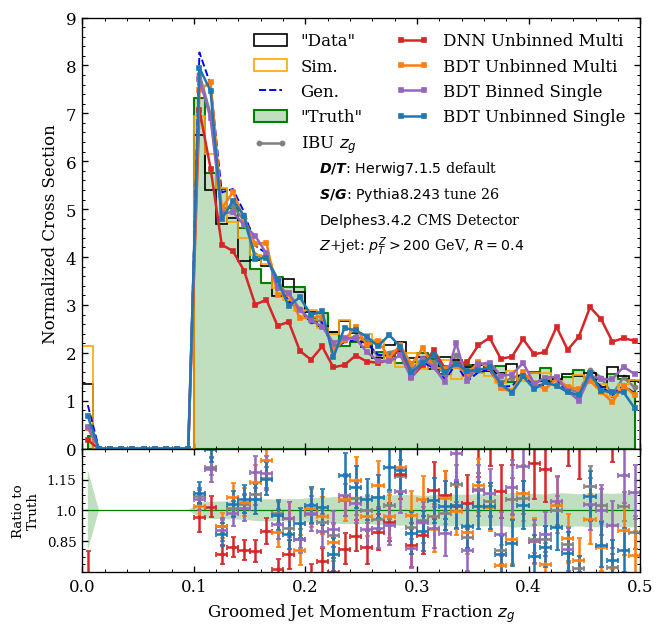 9
8
7
6
5
4
3
2
1
0
Normalized Cross Section
"Data"
Sim.
Gen.
"Truth"
IBU z_g
DNN Unbinned Multi
BDT Unbinned Multi
BDT Binned Single
BDT Unbinned Single
D/T: Herwig7.1.5 default
S/G: Pythia8.243 tune 26
Delphes3.4.2 CMS Detector
Z+jet: p_T^Z > 200 GeV, R = 0.4
1.15
1.0
0.85
Ratio to
Truth
0.0 0.1 0.2 0.3 0.4 0.5
Groomed Jet Momentum Fraction z_g